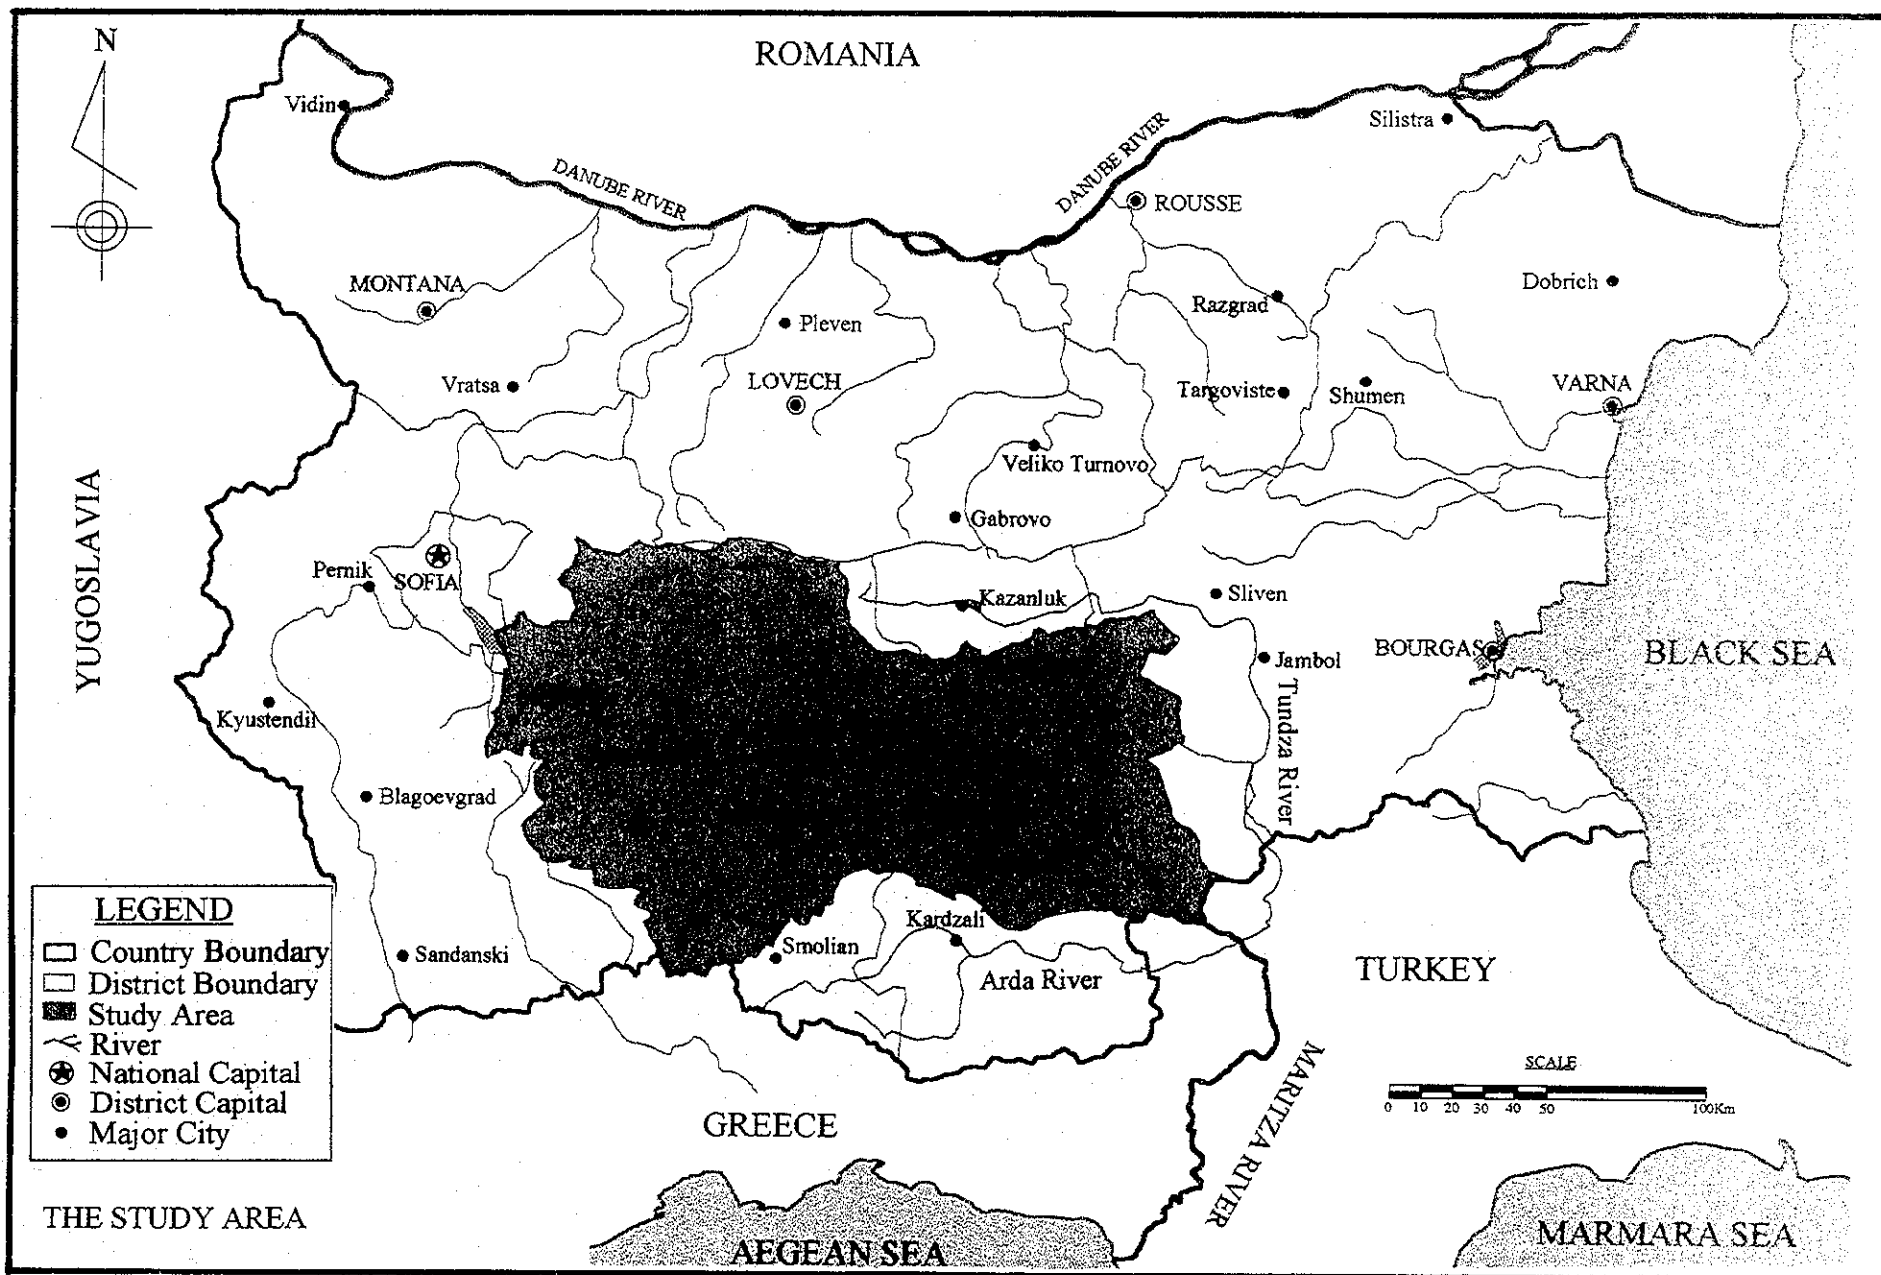 N
ROMANIA
Vidin
Silistra
DANUBE RIVER
DANUBE RIVER
ROUSSE
MONTANA
Dobrich
Razgrad
Pleven
Vratsa
LOVECH
Targoviste
Shumen
VARNA
Veliko Turnovo
YUGOSLAVIA
Gabrovo
Pernik
SOFIA
Kazanluk
Sliven
BOURGAS
BLACK SEA
Jambol
Kyustendil
Tundza River
Blagoevgrad
LEGEND
Country Boundary
District Boundary
Study Area
River
National Capital
District Capital
Major City
Kardzali
Sandanski
Smolian
Arda River
TURKEY
MARITZA RIVER
SCALE
0 10 20 30 40 50 100Km
GREECE
THE STUDY AREA
AEGEAN SEA
MARMARA SEA